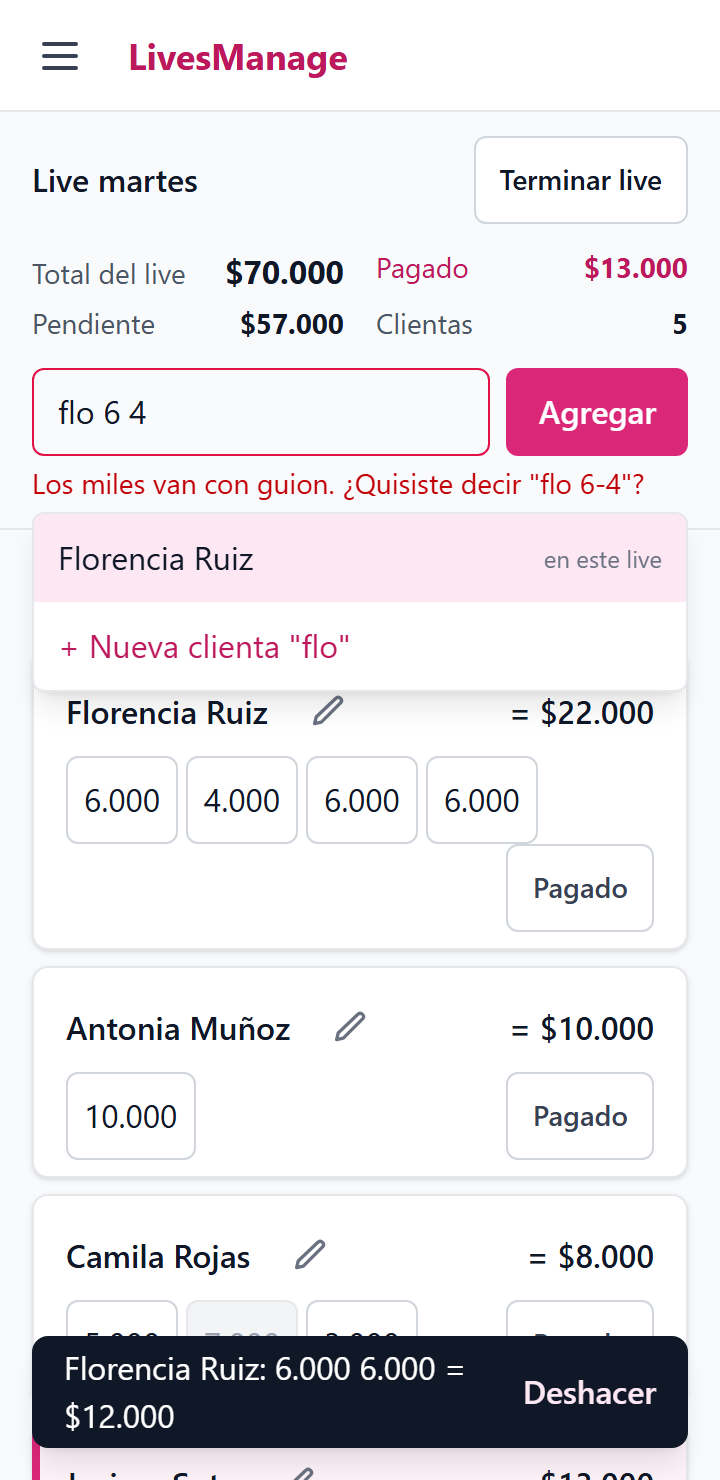 LivesManage
Live martes
Terminar live
Total del live $70.000
Pagado $13.000
Pendiente $57.000
Clientas 5
flo 6 4
Agregar
Los miles van con guion. ¿Quisiste decir "flo 6-4"?
Florencia Ruiz en este live
+ Nueva clienta "flo"
Florencia Ruiz = $22.000
6.000 4.000 6.000 6.000
Pagado
Antonia Muñoz = $10.000
10.000 Pagado
Camila Rojas = $8.000
Florencia Ruiz: 6.000 6.000 =
$12.000
Deshacer